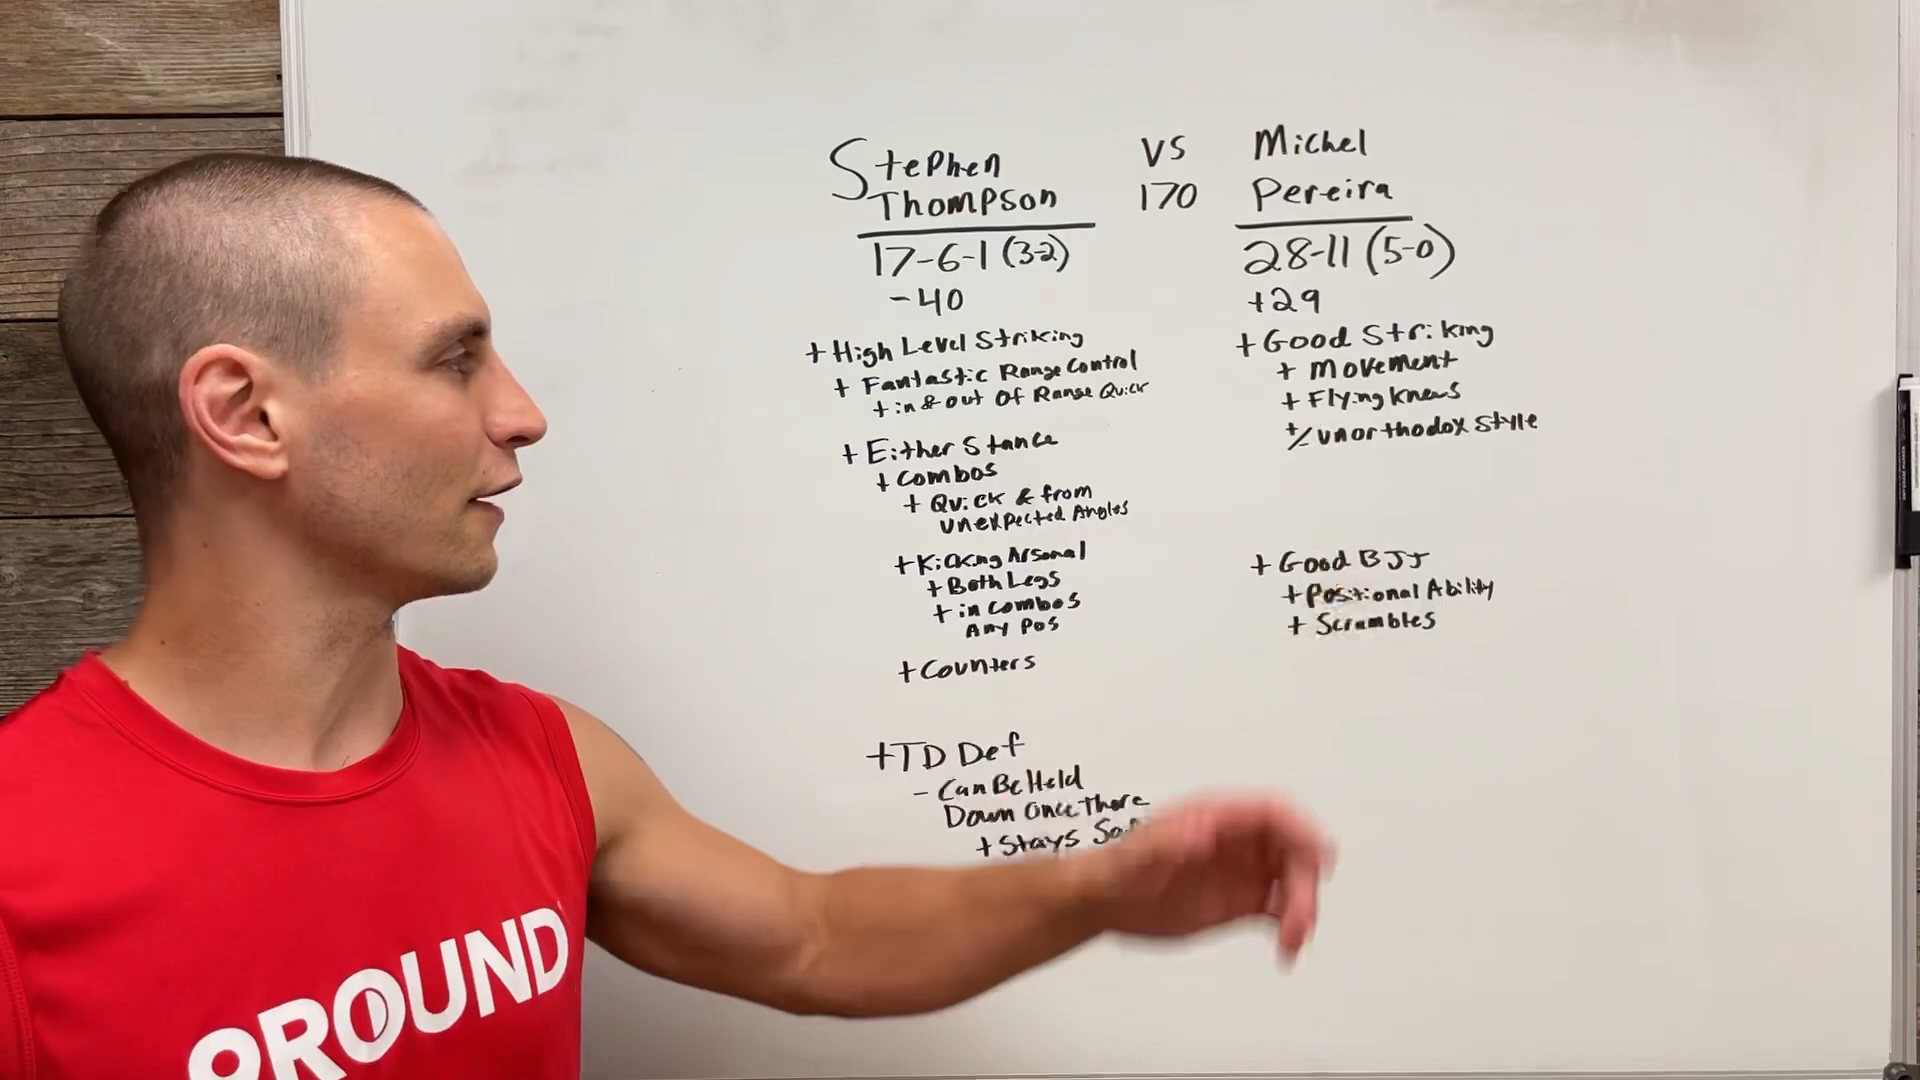 Stephen
Thompson
17-6-1 (3-2)
-40
+ High Level Striking
+ Fantastic Range Control
+ in & out Of Range Quick
+ Either Stance
+ Combos
+ Quick & from
unexpected Angles
+ Kicking Arsenal
+ Both Legs
+ in combos
Any Pos
+ Counters
+ TD Def
- Can Be Held
Down Once There
+ Stays
VS
170
Michel
Pereira
28-11 (5-0)
+29
+ Good Striking
+ Movement
+ Flying knees
+/- unorthodox style
+ Good BJJ
+ Positional Ability
+ Scrambles
9ROUND